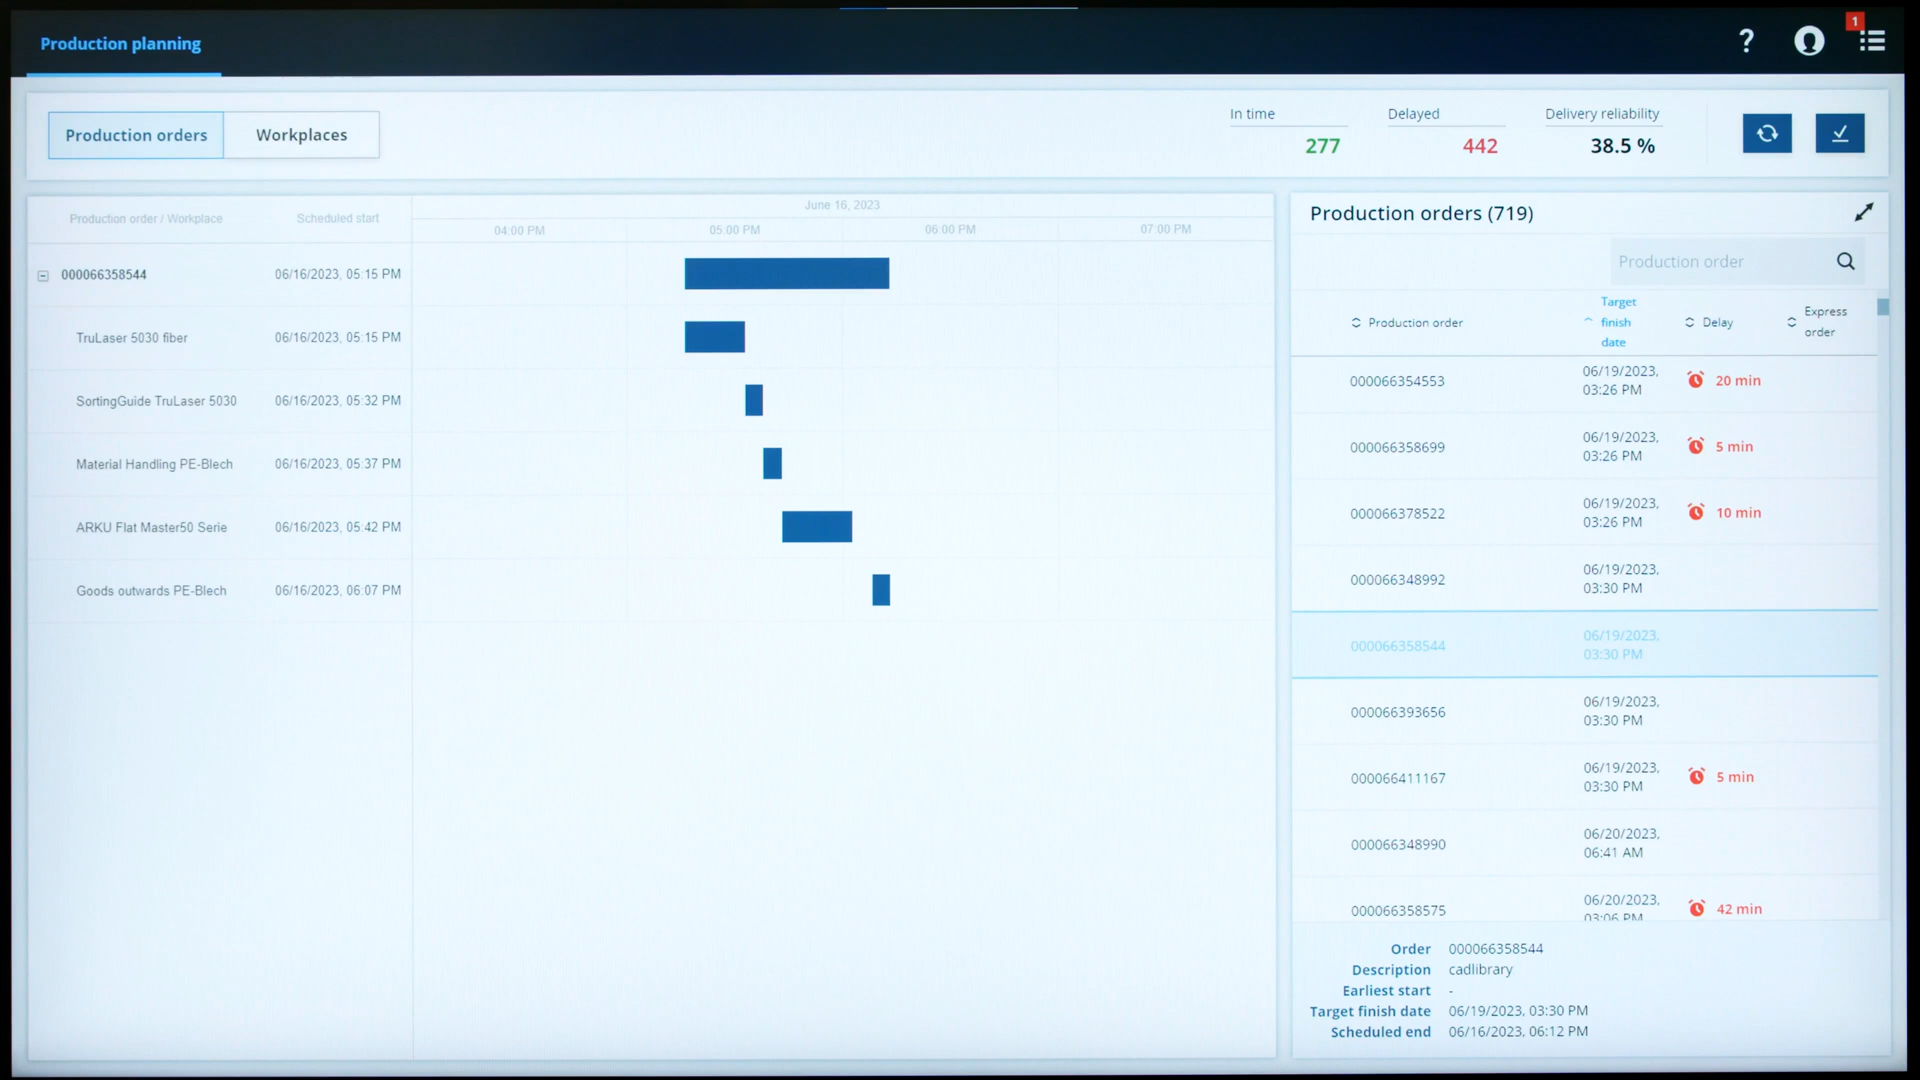 Production planning
?
1
Production orders
Workplaces
In time
277
Delayed
442
Delivery reliability
38.5 %
Production order / Workplace
Scheduled start
June 16, 2023
04:00 PM
05:00 PM
06:00 PM
07:00 PM
000066358544
06/16/2023, 05:15 PM
TruLaser 5030 fiber
06/16/2023, 05:15 PM
SortingGuide TruLaser 5030
06/16/2023, 05:32 PM
Material Handling PE-Blech
06/16/2023, 05:37 PM
ARKU Flat Master50 Serie
06/16/2023, 05:42 PM
Goods outwards PE-Blech
06/16/2023, 06:07 PM
Production orders (719)
Production order
Production order
Target
finish
date
Delay
Express
order
000066354553
06/19/2023,
03:26 PM
20 min
000066358699
06/19/2023,
03:26 PM
5 min
000066378522
06/19/2023,
03:26 PM
10 min
000066348992
06/19/2023,
03:30 PM
000066358544
06/19/2023,
03:30 PM
000066393656
06/19/2023,
03:30 PM
000066411167
06/19/2023,
03:30 PM
5 min
000066348990
06/20/2023,
06:41 AM
000066358575
06/20/2023,
03:06 PM
42 min
Order 000066358544
Description cadlibrary
Earliest start -
Target finish date 06/19/2023, 03:30 PM
Scheduled end 06/16/2023, 06:12 PM